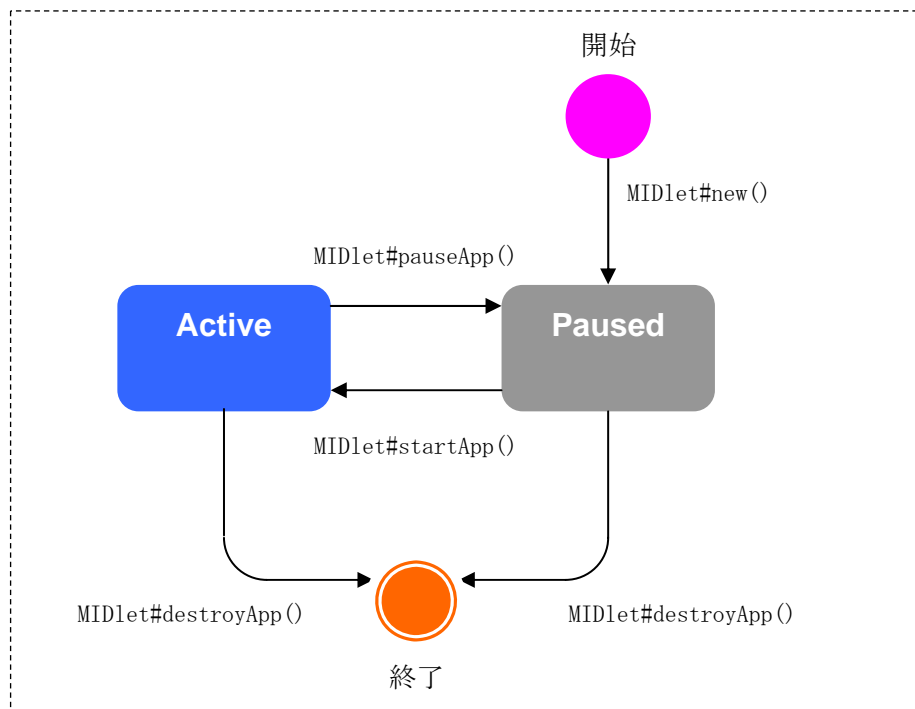 開始
MIDlet#new()
MIDlet#pauseApp()
Active
Paused
MIDlet#startApp()
MIDlet#destroyApp()
MIDlet#destroyApp()
終了